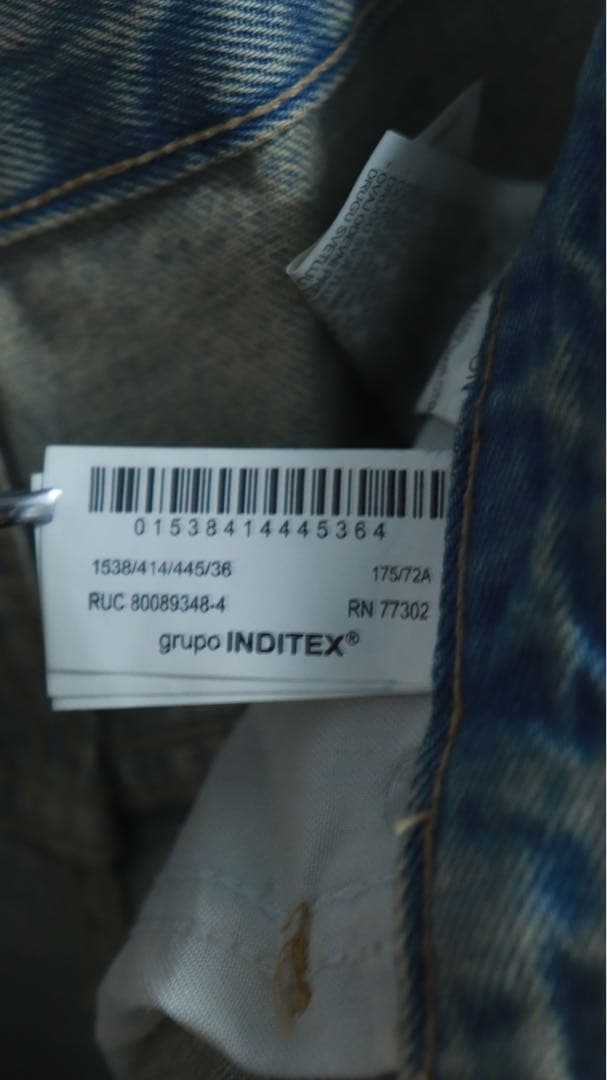 01538414445364
1538/414/445/36
175/72A
RUC 80089348-4
RN 77302
grupo INDITEX®